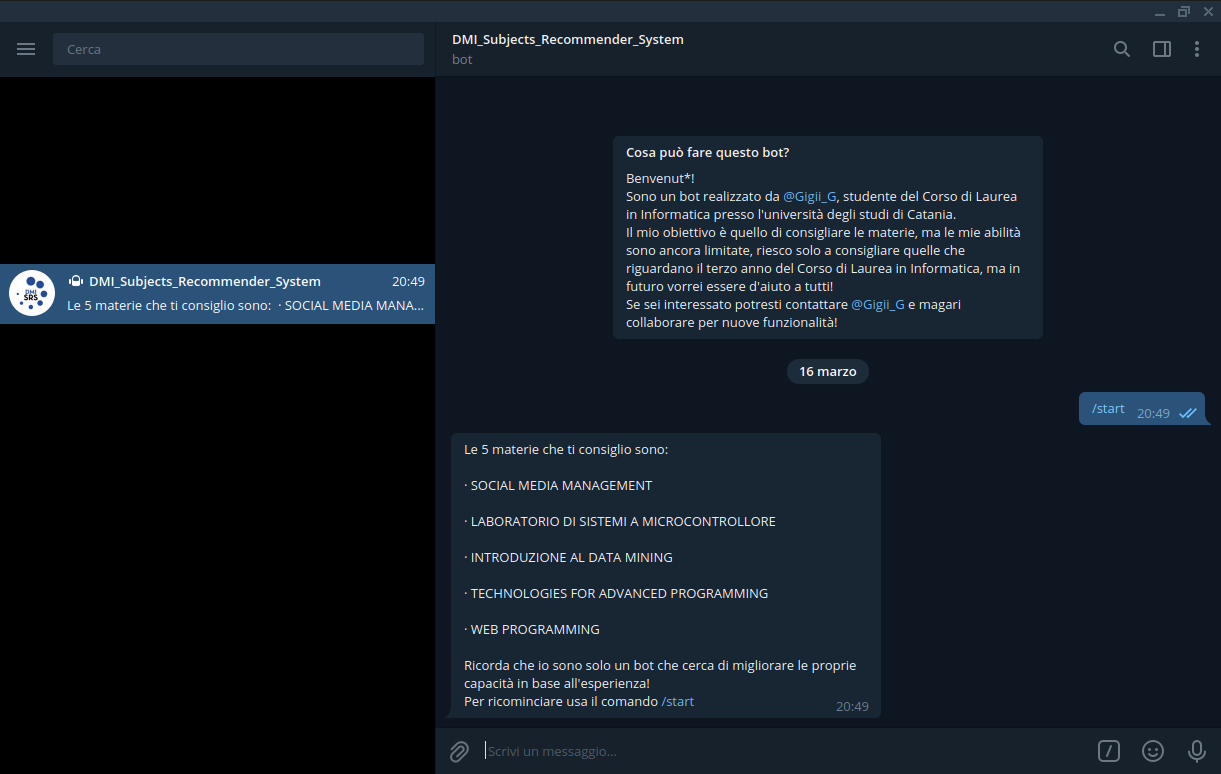 Cerca
DMI_Subjects_Recommender_System
bot
DMI
SRS
DMI_Subjects_Recommender_System 20:49
Le 5 materie che ti consiglio sono: · SOCIAL MEDIA MANA...
Cosa può fare questo bot?
Benvenut*!
Sono un bot realizzato da @Gigii_G, studente del Corso di Laurea
in Informatica presso l'università degli studi di Catania.
Il mio obiettivo è quello di consigliare le materie, ma le mie abilità
sono ancora limitate, riesco solo a consigliare quelle che
riguardano il terzo anno del Corso di Laurea in Informatica, ma in
futuro vorrei essere d'aiuto a tutti!
Se sei interessato potresti contattare @Gigii_G e magari
collaborare per nuove funzionalità!
16 marzo
/start 20:49
Le 5 materie che ti consiglio sono:
· SOCIAL MEDIA MANAGEMENT
· LABORATORIO DI SISTEMI A MICROCONTROLLORE
· INTRODUZIONE AL DATA MINING
· TECHNOLOGIES FOR ADVANCED PROGRAMMING
· WEB PROGRAMMING
Ricorda che io sono solo un bot che cerca di migliorare le proprie
capacità in base all'esperienza!
Per ricominciare usa il comando /start
20:49
Scrivi un messaggio...